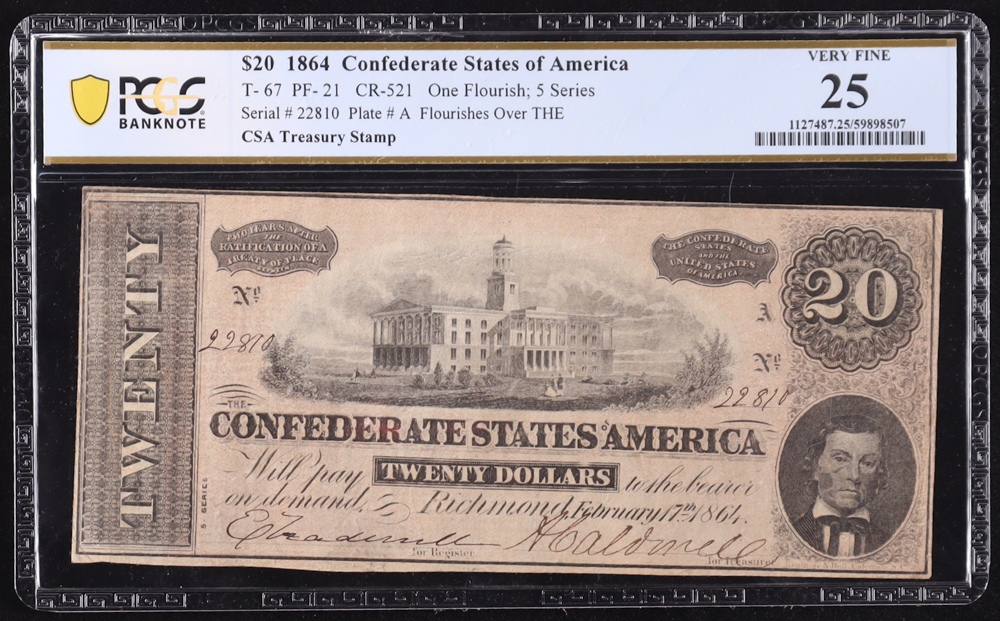 $20 1864 Confederate States of America
T- 67 PF- 21 CR-521 One Flourish; 5 Series
Serial # 22810 Plate # A Flourishes Over THE
CSA Treasury Stamp
PCGS
BANKNOTE
VERY FINE
25
1127487.25/59898507
TWENTY
TWO YEARS AFTER
THE
RATIFICATION OF A
TREATY OF PEACE
BETWEEN
THE CONFEDERATE
STATES
AND THE
UNITED STATES
OF AMERICA.
20
No
22810
A
No
22810
THE
CONFEDERATE STATES OF AMERICA
Will pay TWENTY DOLLARS to the bearer
on demand, Richmond February 17th 1864.
5 SERIES
for Register
for Treasurer